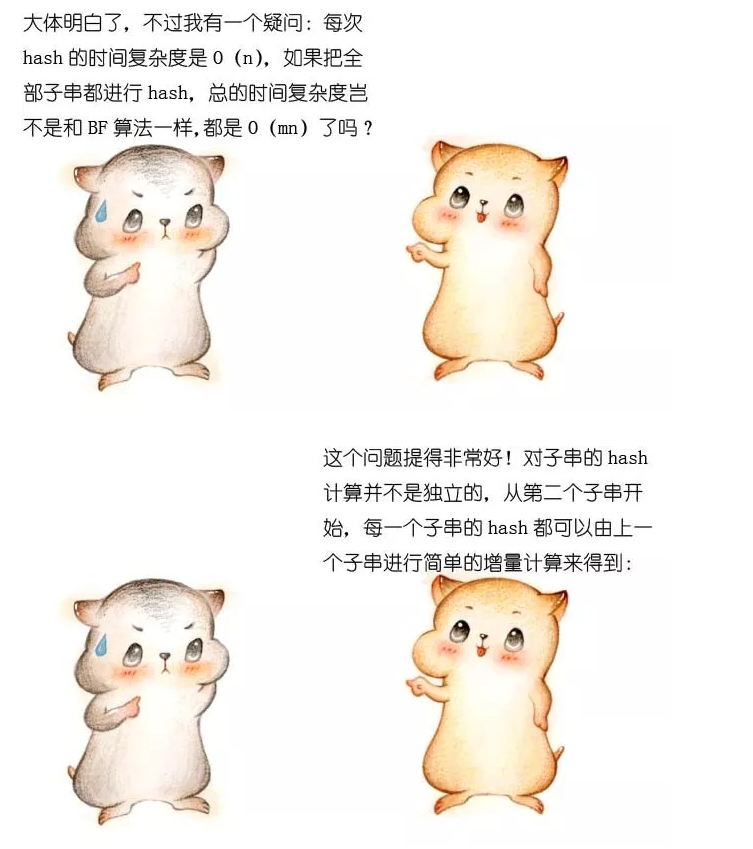 大体明白了，不过我有一个疑问：每次
hash 的时间复杂度是 O（n），如果把全
部子串都进行 hash，总的时间复杂度岂
不是和 BF 算法一样，都是 O（mn）了吗？
这个问题提得非常好！对子串的 hash
计算并不是独立的，从第二个子串开
始，每一个子串的 hash 都可以由上一
个子串进行简单的增量计算来得到：